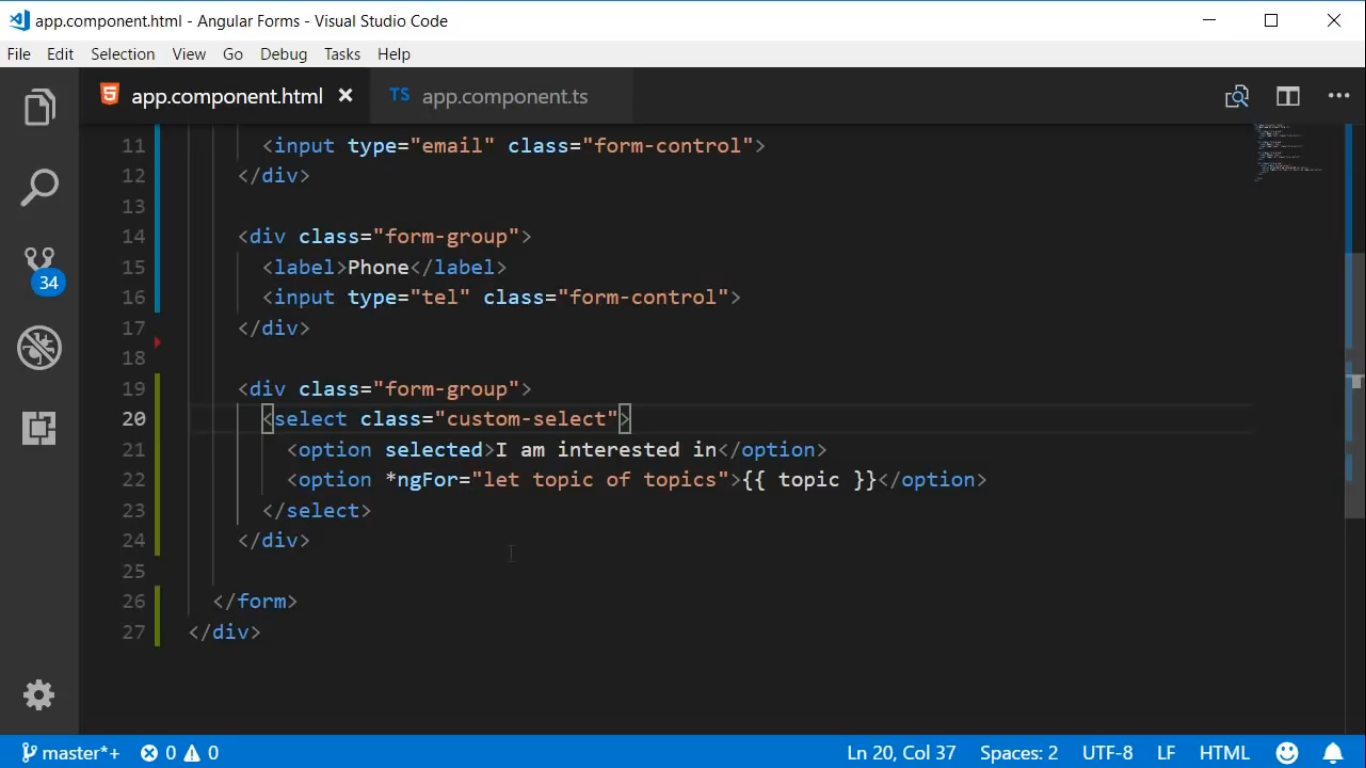 app.component.html - Angular Forms - Visual Studio Code
File Edit Selection View Go Debug Tasks Help
app.component.html TS app.component.ts
11 <input type="email" class="form-control">
12 </div>
13
14 <div class="form-group">
15 <label>Phone</label>
16 <input type="tel" class="form-control">
17 </div>
18
19 <div class="form-group">
20 <select class="custom-select">
21 <option selected>I am interested in</option>
22 <option *ngFor="let topic of topics">{{ topic }}</option>
23 </select>
24 </div>
25
26 </form>
27 </div>
34
master*+ 0 0 Ln 20, Col 37 Spaces: 2 UTF-8 LF HTML